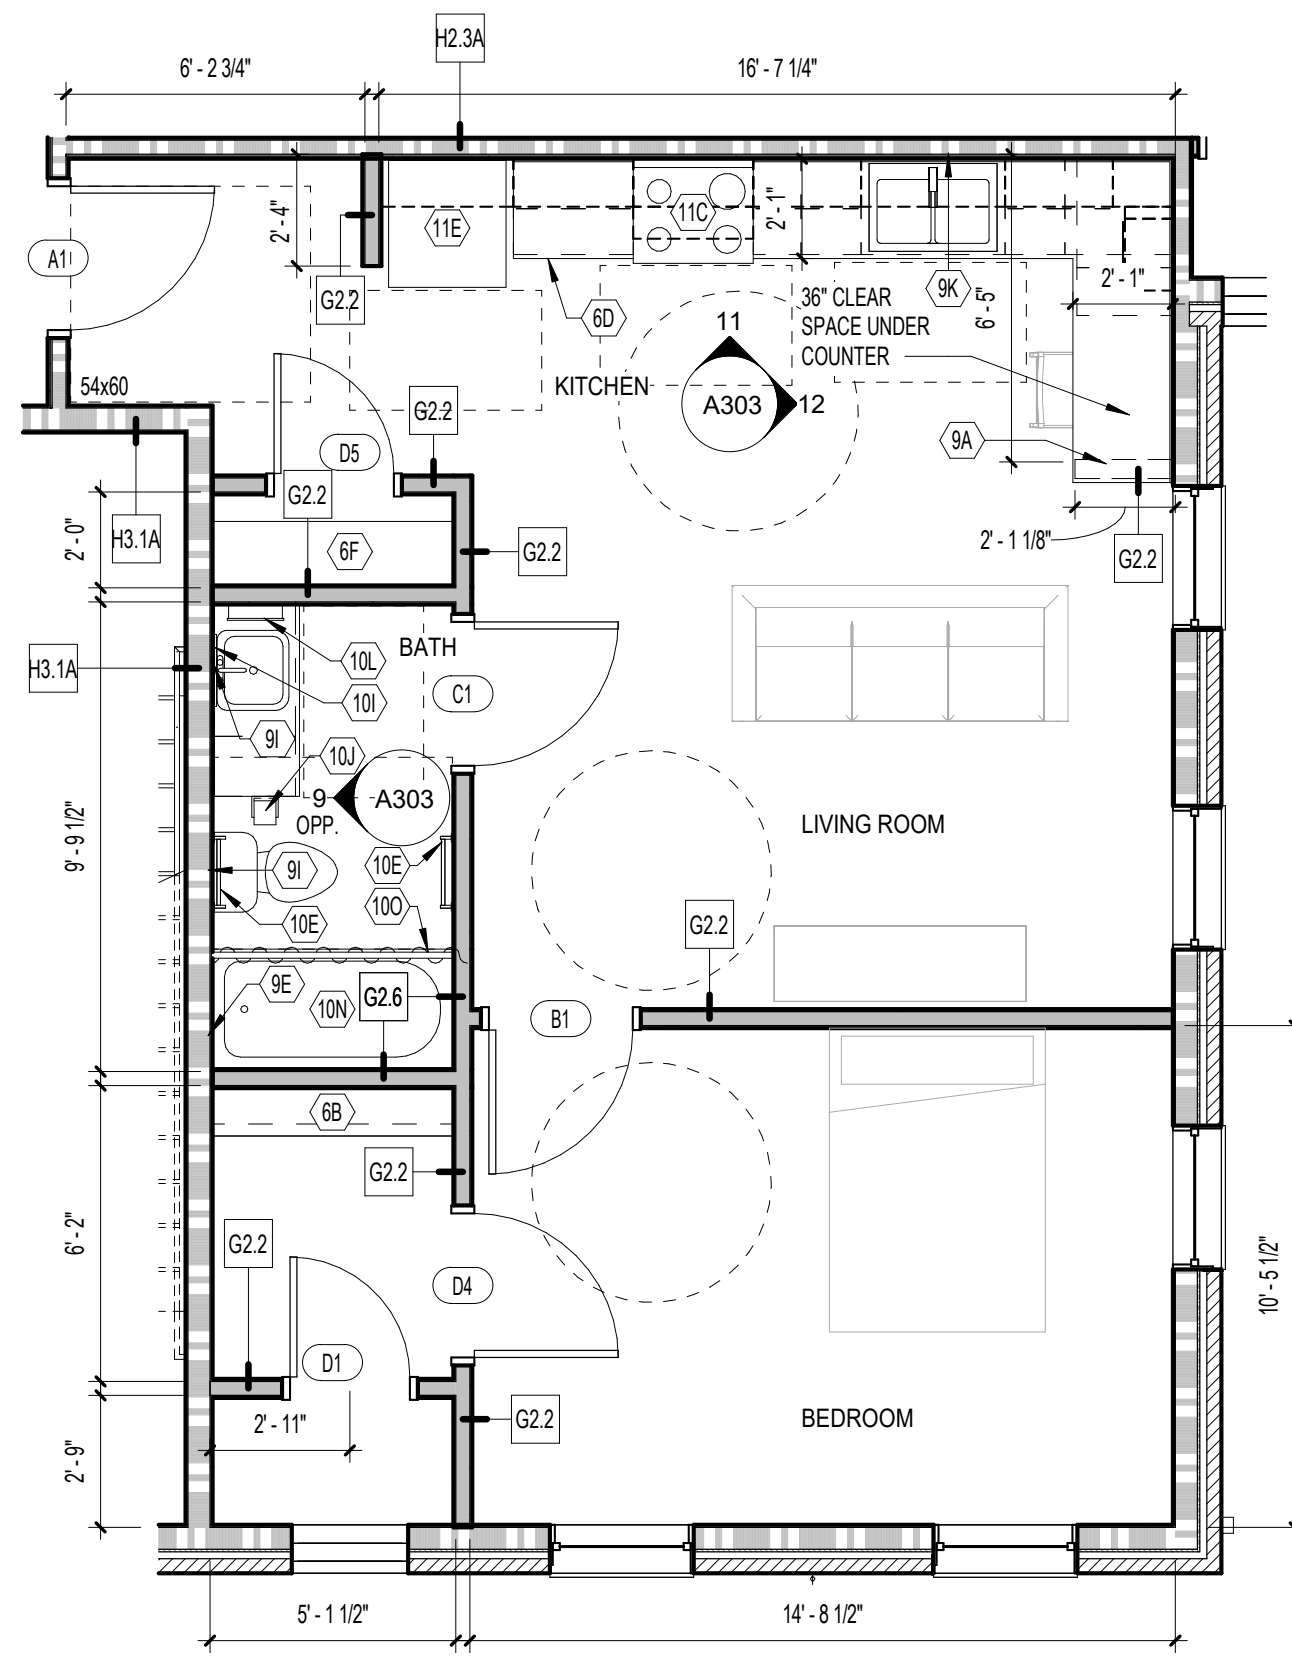 H2.3A
6' - 2 3/4"
16' - 7 1/4"
A1
2' - 4"
G2.2
11E
11C
2' - 1"
9K
6' - 5"
2' - 1"
6D
36" CLEAR
SPACE UNDER
COUNTER
11
A303
12
KITCHEN
54x60
G2.2
D5
9A
G2.2
H3.1A
2' - 0"
6F
G2.2
2' - 1 1/8"
G2.2
BATH
H3.1A
10L
10I
C1
9I
10J
9
A303
OPP.
LIVING ROOM
9' - 9 1/2"
9I
10E
10E
10O
G2.2
9E
10N
G2.6
B1
6B
G2.2
6' - 2"
G2.2
D4
10' - 5 1/2"
D1
2' - 11"
G2.2
BEDROOM
2' - 9"
5' - 1 1/2"
14' - 8 1/2"